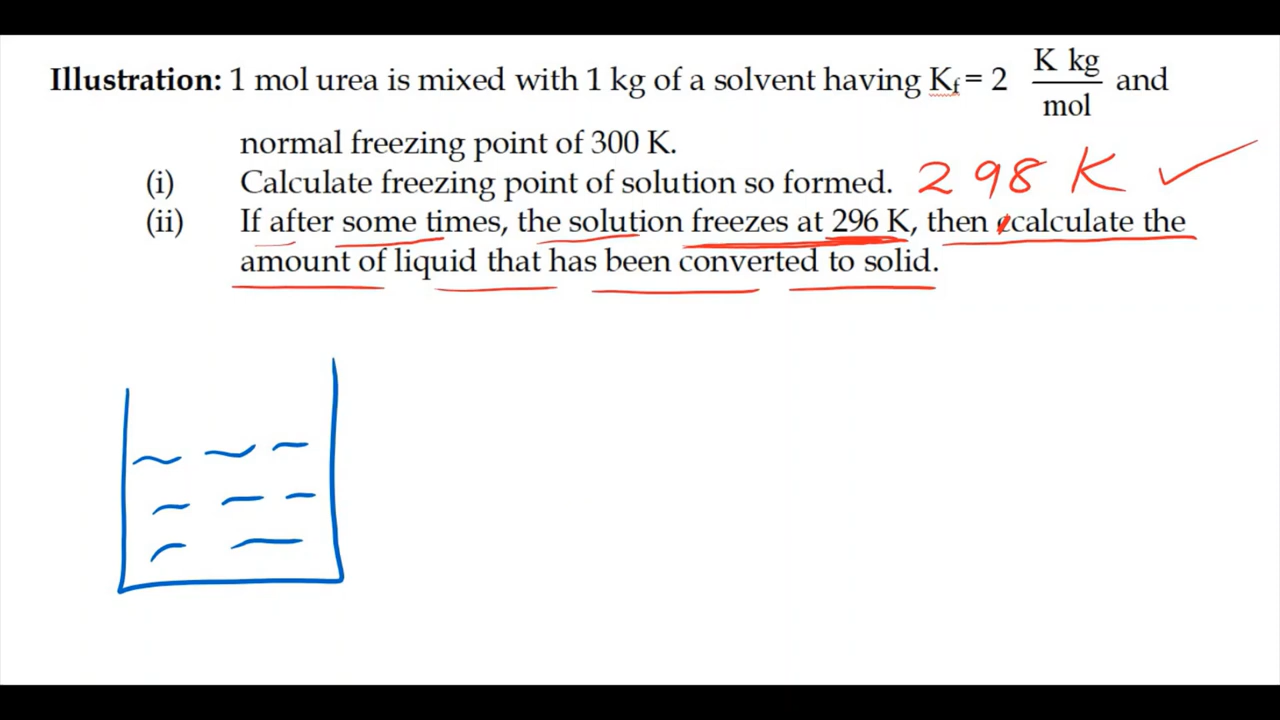 Illustration: 1 mol urea is mixed with 1 kg of a solvent having Kf = 2 K kg/mol and
normal freezing point of 300 K.
(i) Calculate freezing point of solution so formed. 298 K ✓
(ii) If after some times, the solution freezes at 296 K, then calculate the
amount of liquid that has been converted to solid.